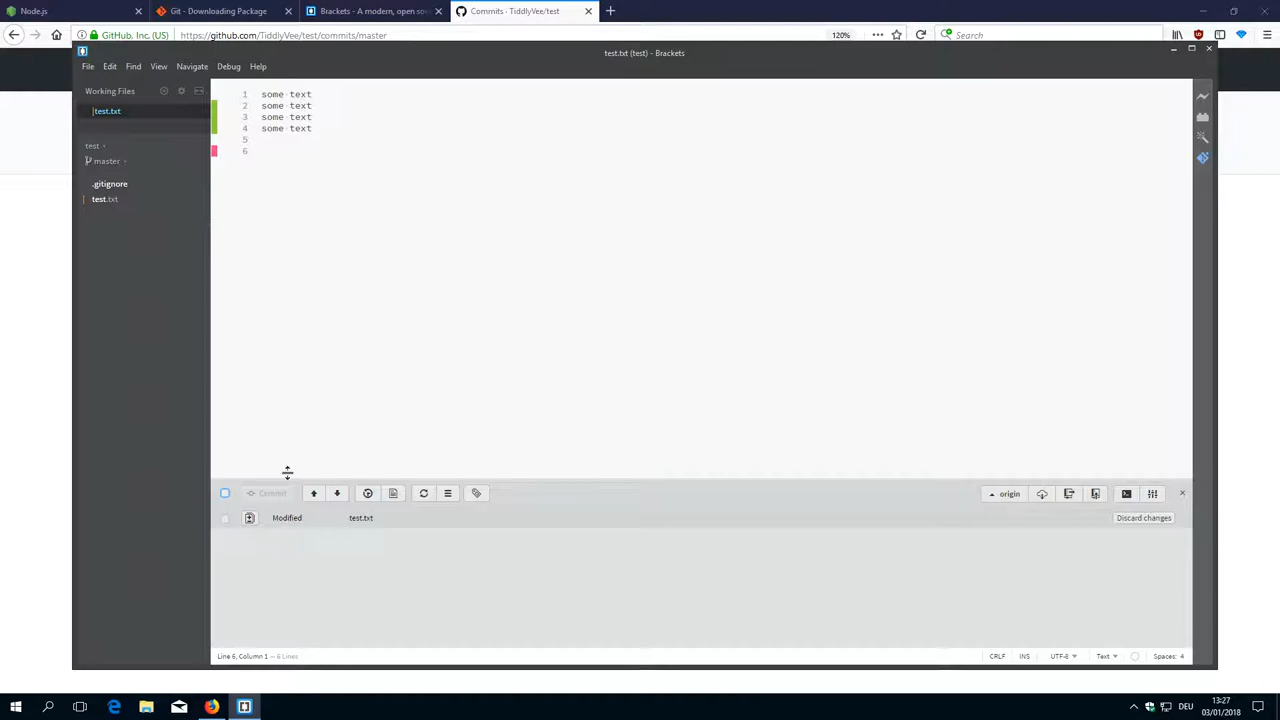 Node.js
Git - Downloading Package
Brackets - A modern, open sou
Commits · TiddlyVee/test
GitHub, Inc. (US)
https://github.com/TiddlyVee/test/commits/master
120%
Search
test.txt (test) - Brackets
File Edit Find View Navigate Debug Help
Working Files
test.txt
test
master
.gitignore
test.txt
1 some text
2 some text
3 some text
4 some text
5
6
Commit
origin
Modified test.txt
Discard changes
Line 6, Column 1 — 6 Lines
CRLF
INS
UTF-8
Text
Spaces: 4
DEU
13:27
03/01/2018